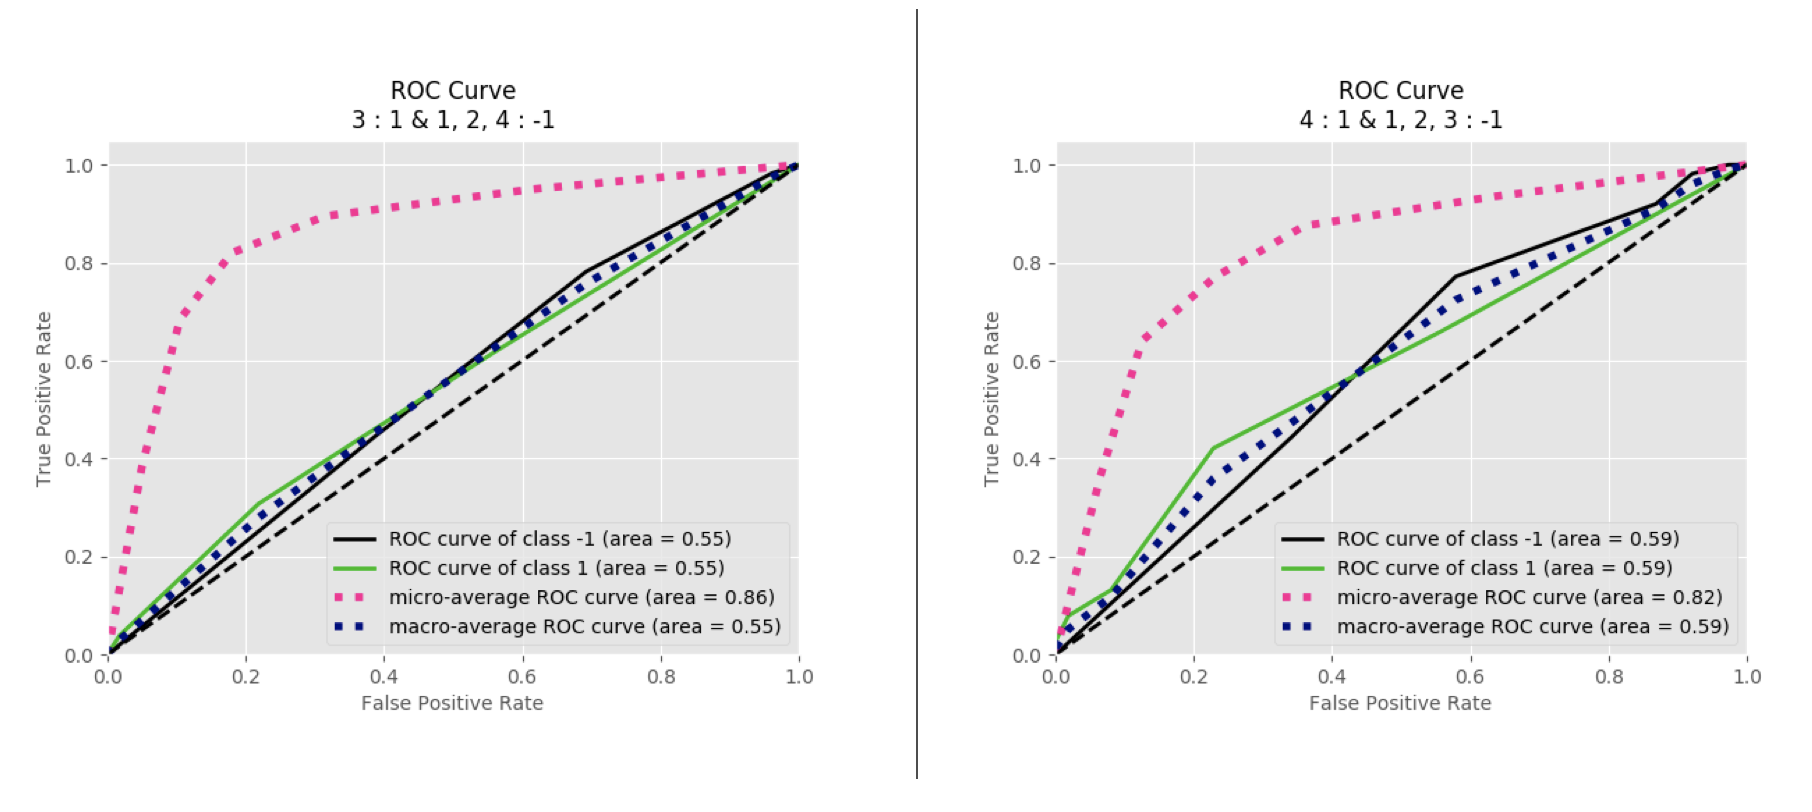 ROC Curve
3 : 1 & 1, 2, 4 : -1
1.0
0.8
0.6
0.4
0.2
0.0
True Positive Rate
ROC curve of class -1 (area = 0.55)
ROC curve of class 1 (area = 0.55)
micro-average ROC curve (area = 0.86)
macro-average ROC curve (area = 0.55)
0.0 0.2 0.4 0.6 0.8 1.0
False Positive Rate
ROC Curve
4 : 1 & 1, 2, 3 : -1
1.0
0.8
0.6
0.4
0.2
0.0
True Positive Rate
ROC curve of class -1 (area = 0.59)
ROC curve of class 1 (area = 0.59)
micro-average ROC curve (area = 0.82)
macro-average ROC curve (area = 0.59)
0.0 0.2 0.4 0.6 0.8 1.0
False Positive Rate